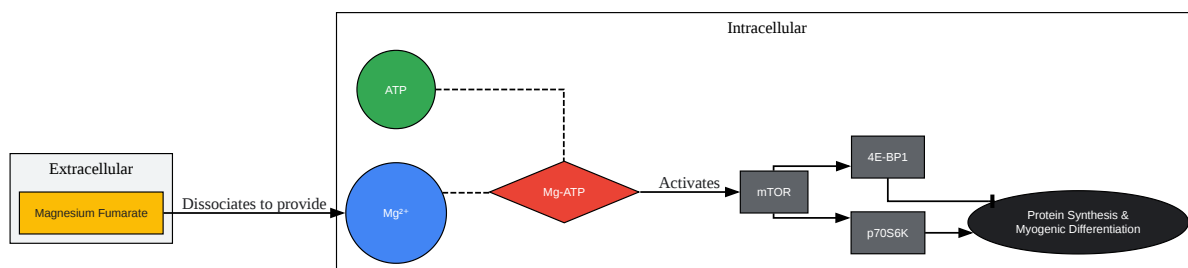 Intracellular
ATP
Extracellular
Magnesium Fumarate
Dissociates to provide
Mg²⁺
Mg-ATP
Activates
mTOR
4E-BP1
p70S6K
Protein Synthesis &
Myogenic Differentiation